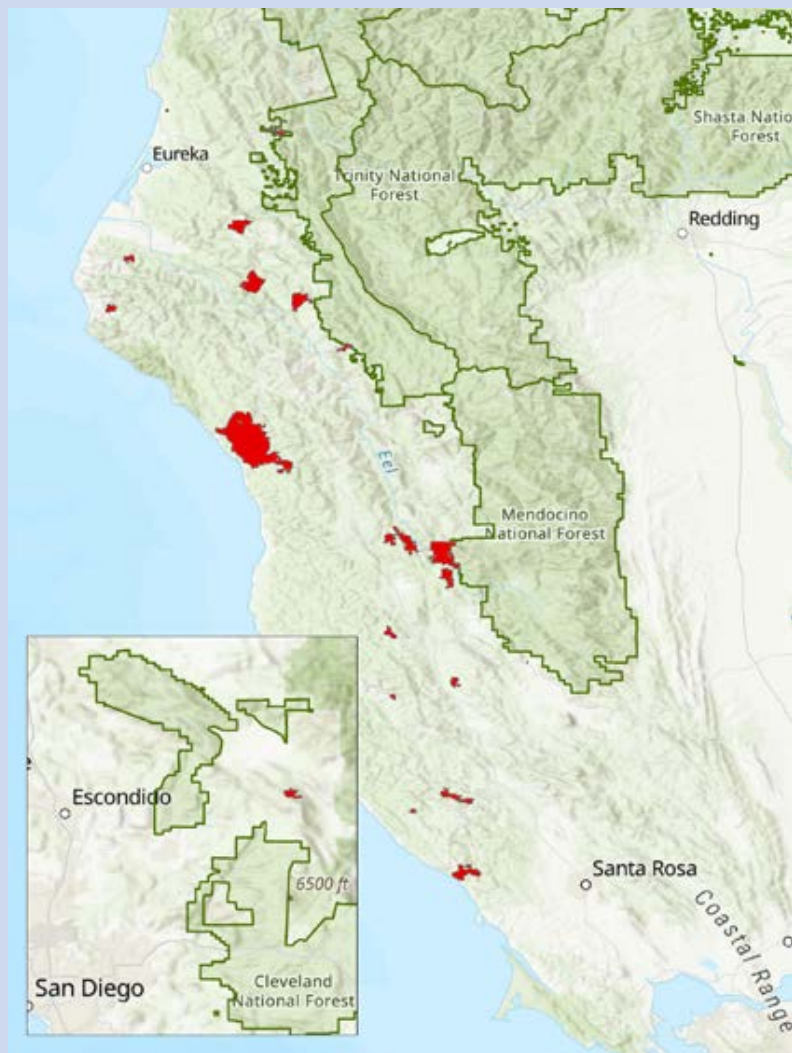 Shasta Natio
Forest
Eureka
Trinity National
Forest
Redding
Eel
Mendocino
National Forest
Escondido
Santa Rosa
6500 ft
Coastal Range
Cleveland
National Forest
San Diego